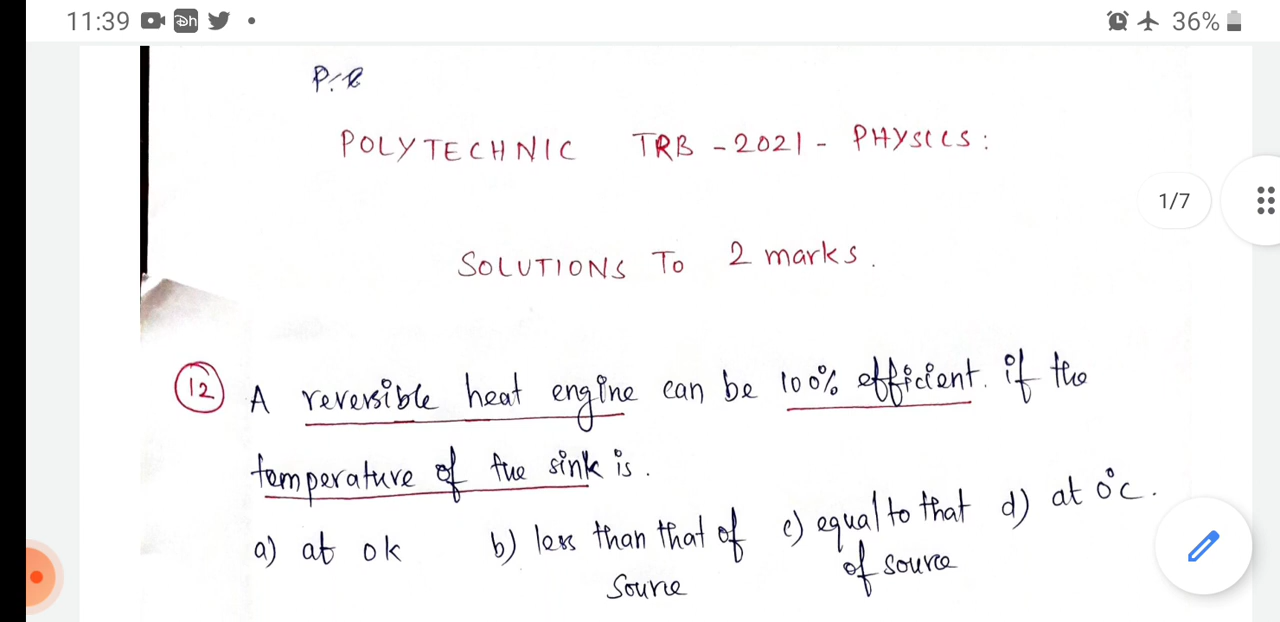 11:39
36%
P.B
POLYTECHNIC TRB - 2021 - PHYSICS:
1/7
SOLUTIONS TO 2 marks.
12 A reversible heat engine can be 100% efficient. if the
temperature of the sink is.
a) at 0k b) less than that of c) equal to that d) at 0°c.
Source of source